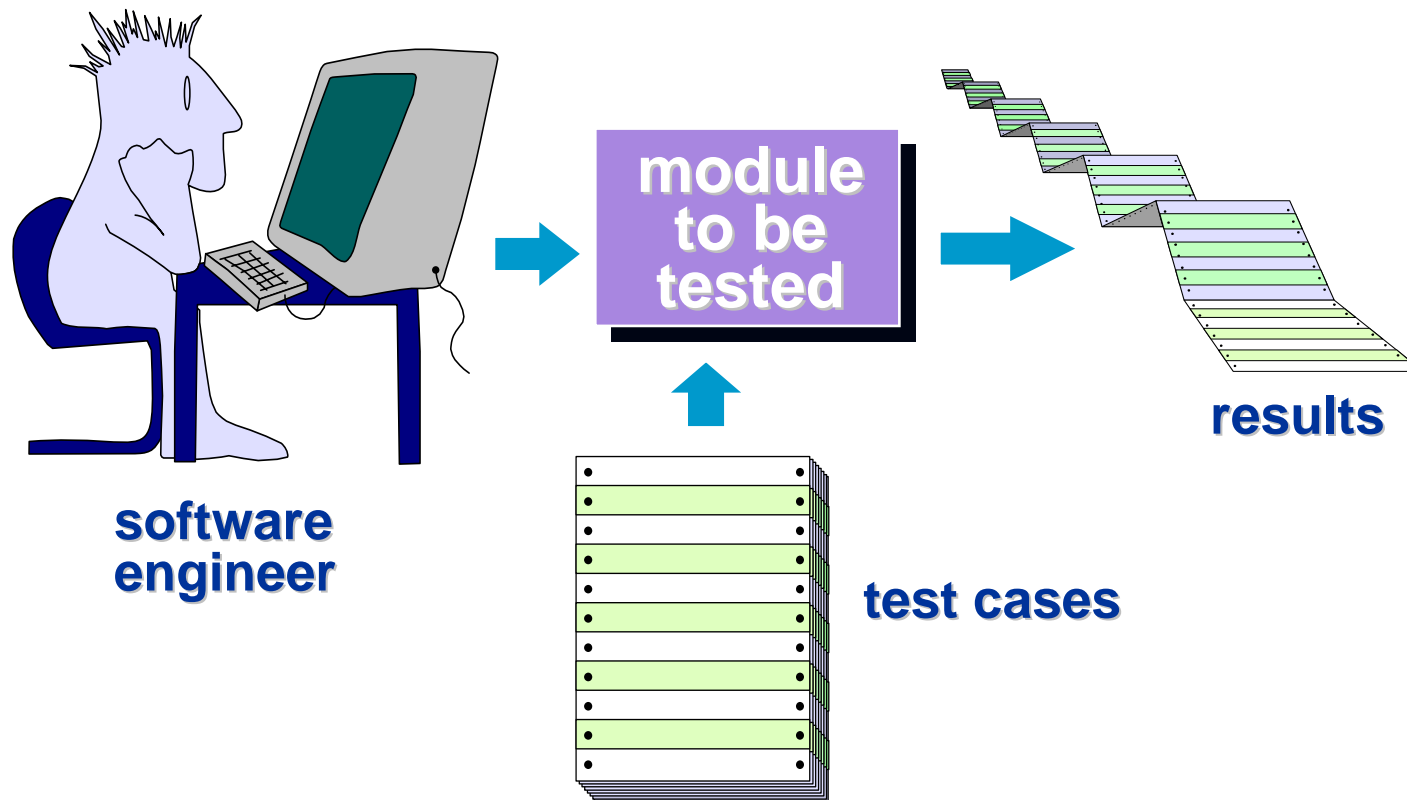 module
to be
tested
results
software
engineer
test cases